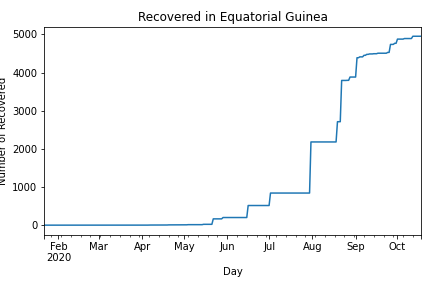 Recovered in Equatorial Guinea
Number of Recovered
5000
4000
3000
2000
1000
0
Feb Mar Apr May Jun Jul Aug Sep Oct
2020
Day